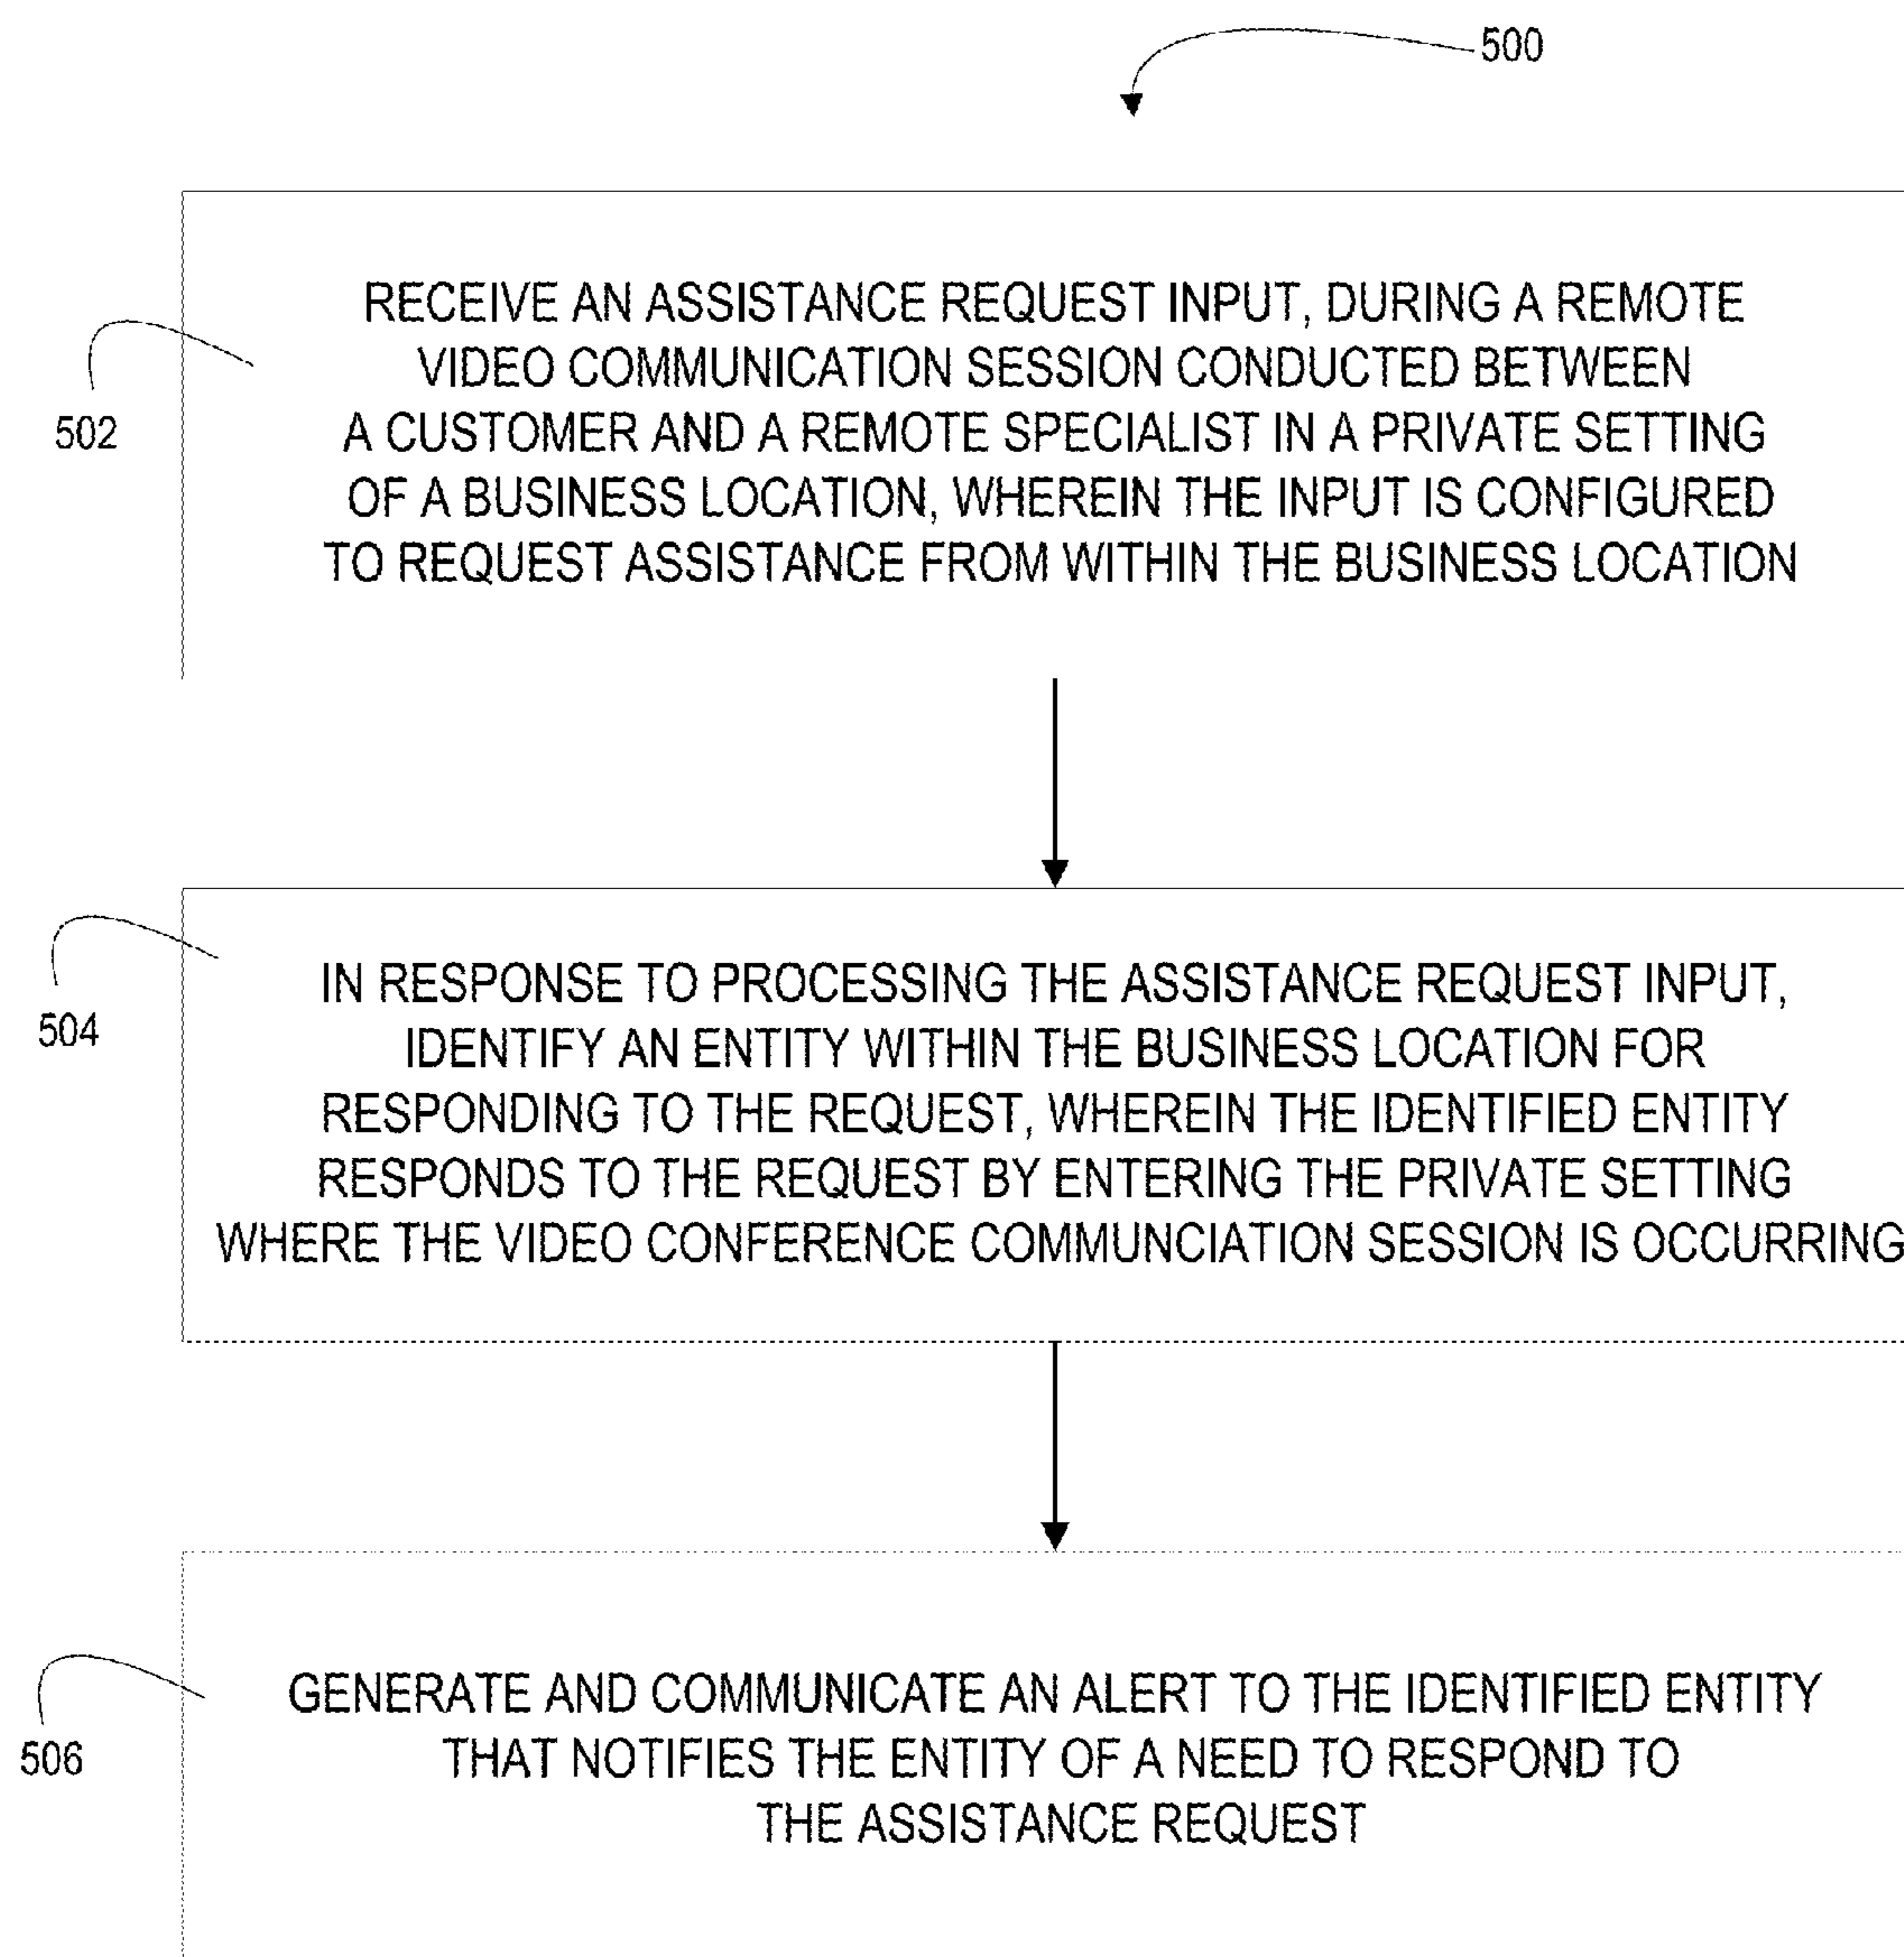 500
RECEIVE AN ASSISTANCE REQUEST INPUT, DURING A REMOTE
VIDEO COMMUNICATION SESSION CONDUCTED BETWEEN
A CUSTOMER AND A REMOTE SPECIALIST IN A PRIVATE SETTING
OF A BUSINESS LOCATION, WHEREIN THE INPUT IS CONFIGURED
TO REQUEST ASSISTANCE FROM WITHIN THE BUSINESS LOCATION
502
IN RESPONSE TO PROCESSING THE ASSISTANCE REQUEST INPUT,
IDENTIFY AN ENTITY WITHIN THE BUSINESS LOCATION FOR
RESPONDING TO THE REQUEST, WHEREIN THE IDENTIFIED ENTITY
RESPONDS TO THE REQUEST BY ENTERING THE PRIVATE SETTING
WHERE THE VIDEO CONFERENCE COMMUNCIATION SESSION IS OCCURRING
504
GENERATE AND COMMUNICATE AN ALERT TO THE IDENTIFIED ENTITY
THAT NOTIFIES THE ENTITY OF A NEED TO RESPOND TO
THE ASSISTANCE REQUEST
506